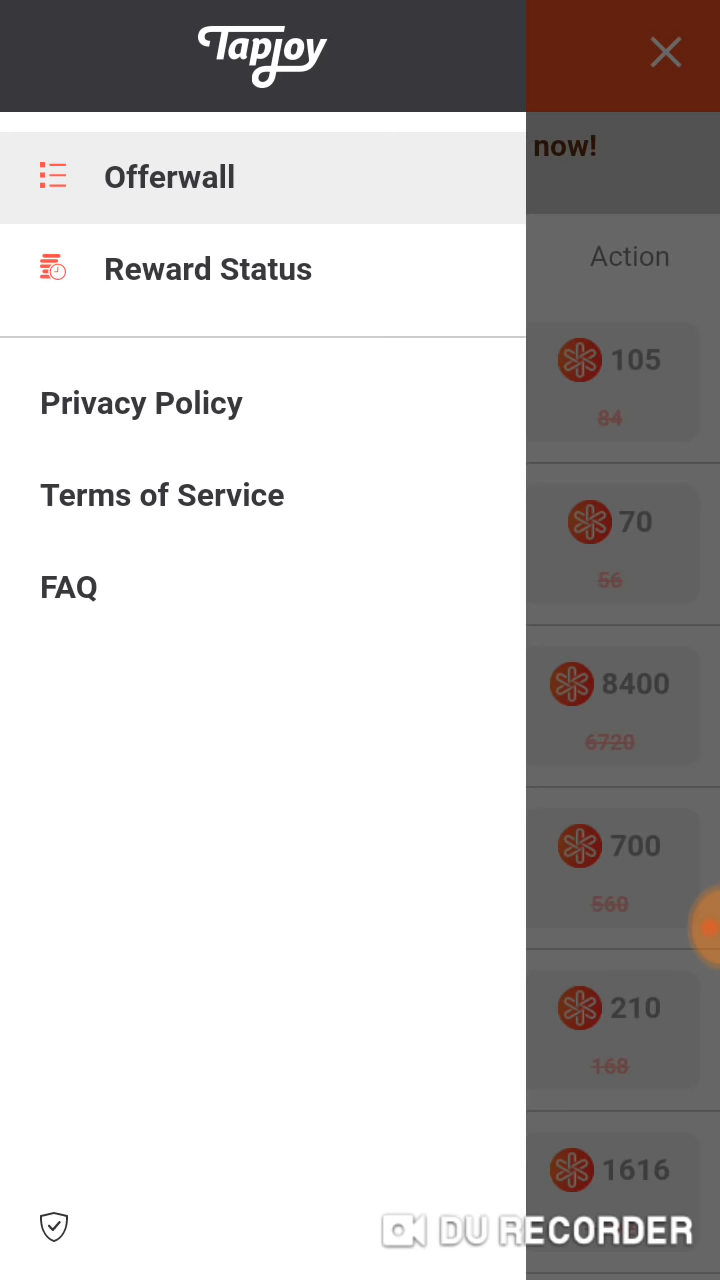 Tapjoy
now!
Offerwall
Action
Reward Status
105
84
Privacy Policy
Terms of Service
70
56
FAQ
8400
6720
700
560
210
168
1616
DU RECORDER